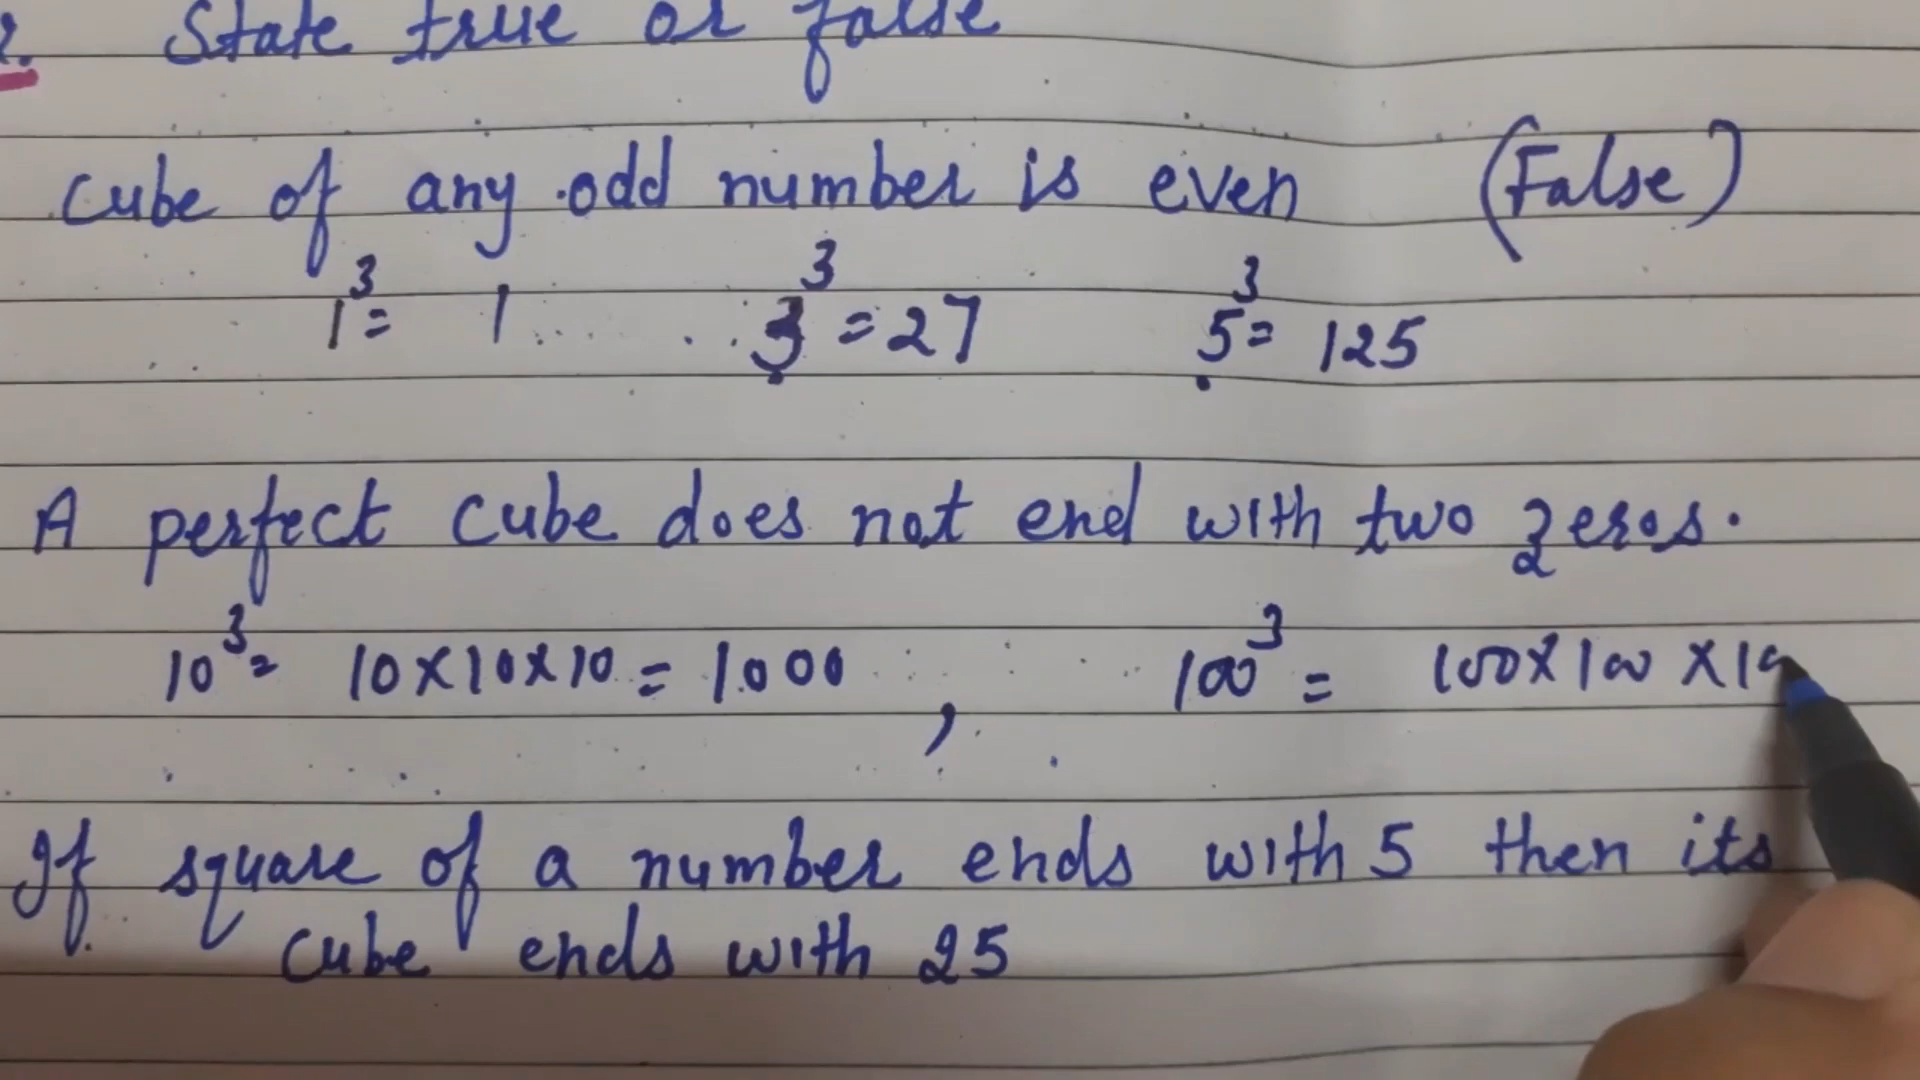 2. State true or false
cube of any odd number is even (False)
1³= 1 3³ = 27 5³= 125
A perfect cube does not end with two zeros.
10³= 10×10×10 = 1000 , 100³ = 100×100×10
If square of a number ends with 5 then its
cube ends with 25